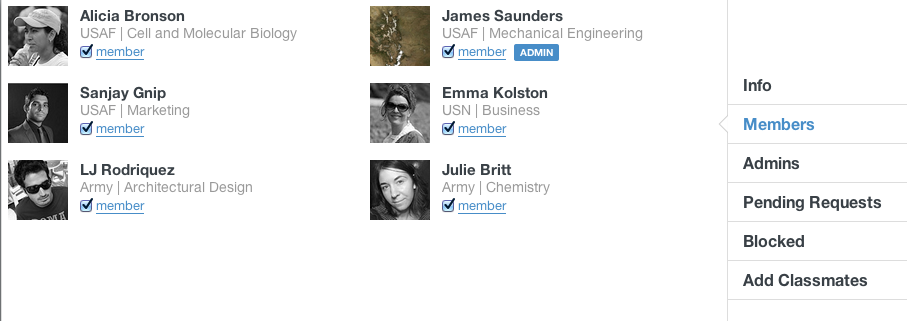 Alicia Bronson
USAF | Cell and Molecular Biology
member
James Saunders
USAF | Mechanical Engineering
member ADMIN
Sanjay Gnip
USAF | Marketing
member
Emma Kolston
USN | Business
member
LJ Rodriquez
Army | Architectural Design
member
Julie Britt
Army | Chemistry
member
Info
Members
Admins
Pending Requests
Blocked
Add Classmates